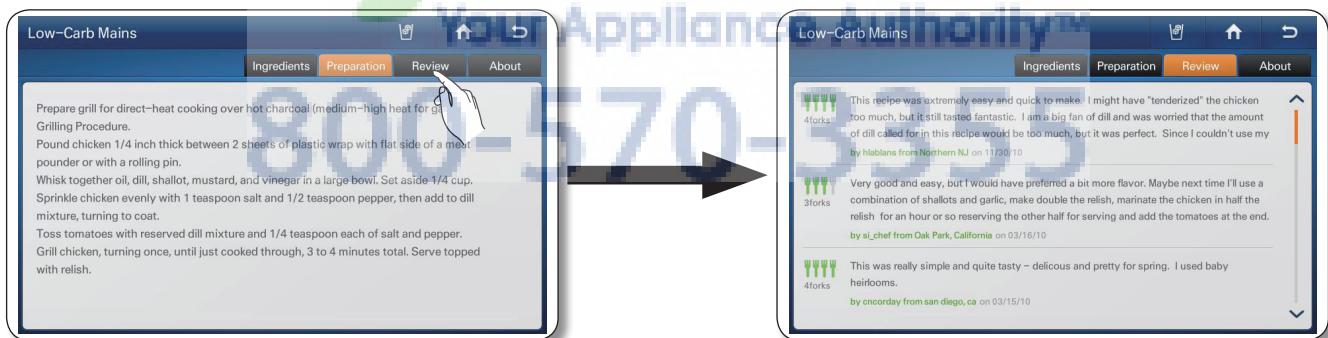 Your Appliance Authority™
800-570-3355
Low-Carb Mains
Ingredients Preparation Review About
Prepare grill for direct-heat cooking over hot charcoal (medium-high heat for
Grilling Procedure.
Pound chicken 1/4 inch thick between 2 sheets of plastic wrap with flat side of a meat
pounder or with a rolling pin.
Whisk together oil, dill, shallot, mustard, and vinegar in a large bowl. Set aside 1/4 cup.
Sprinkle chicken evenly with 1 teaspoon salt and 1/2 teaspoon pepper, then add to dill
mixture, turning to coat.
Toss tomatoes with reserved dill mixture and 1/4 teaspoon each of salt and pepper.
Grill chicken, turning once, until just cooked through, 3 to 4 minutes total. Serve topped
with relish.
Low-Carb Mains
Ingredients Preparation Review About
4forks
This recipe was extremely easy and quick to make. I might have "tenderized" the chicken
too much, but it still tasted fantastic. I am a big fan of dill and was worried that the amount
of dill called for in this recipe would be too much, but it was perfect. Since I couldn't use my
by hlablans from Northern NJ on 11/30/10
3forks
Very good and easy, but I would have preferred a bit more flavor. Maybe next time I'll use a
combination of shallots and garlic, make double the relish, marinate the chicken in half the
relish for an hour or so reserving the other half for serving and add the tomatoes at the end.
by si_chef from Oak Park, California on 03/16/10
4forks
This was really simple and quite tasty - delicous and pretty for spring. I used baby
heirlooms.
by cncorday from san diego, ca on 03/15/10